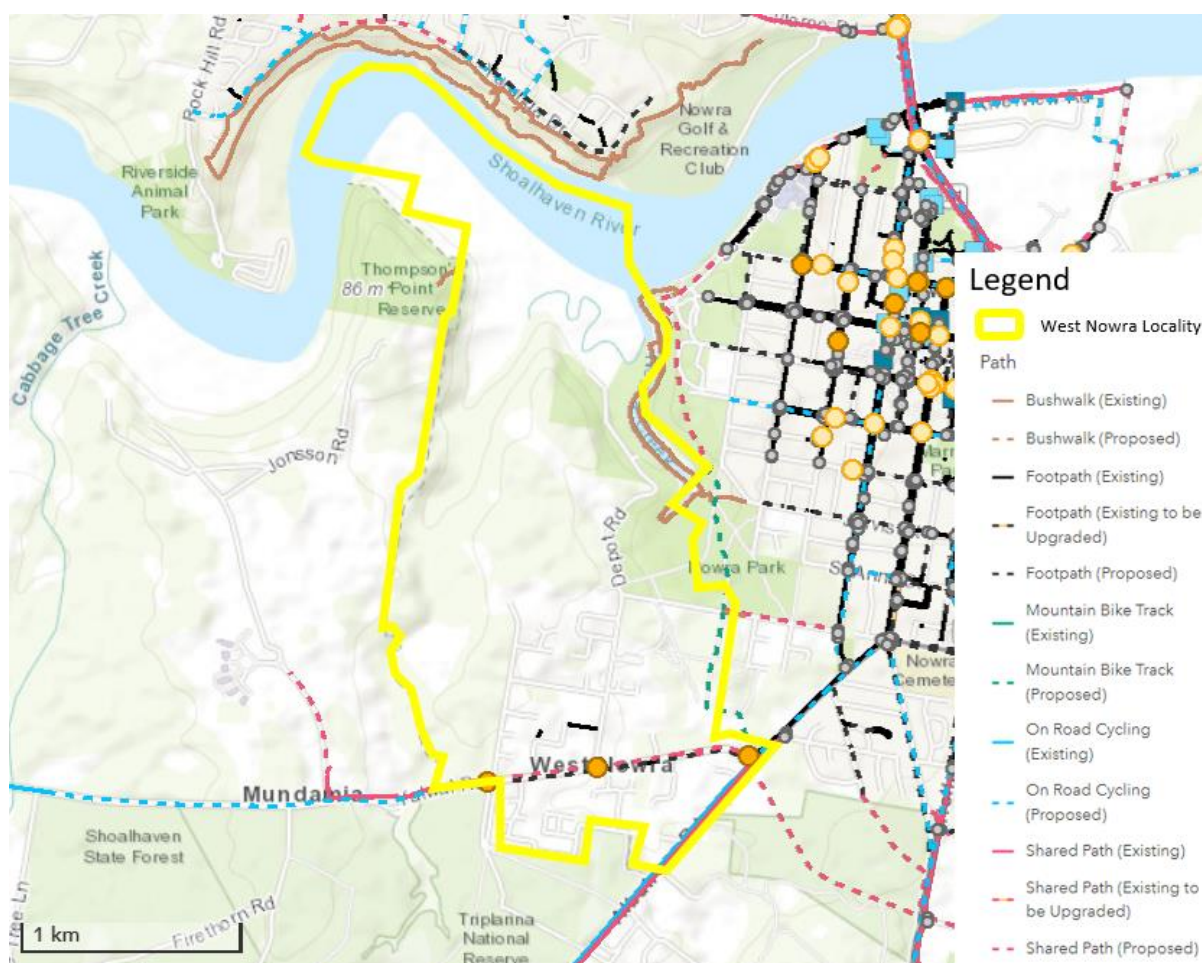 Rock Hill Rd
Riverside
Animal
Park
Nowra
Golf &
Recreation
Club
Shoalhaven River
Thompson's
Point
Reserve
86 m
Cabbage Tree Creek
Jonsson Rd
Depot Rd
Nowra Park
Nowra
West Nowra
Mundamia
Shoalhaven
State Forest
Tree Ln
Firethorn Rd
Triplarina
National
Reserve
1 km
Legend
West Nowra Locality
Path
Bushwalk (Existing)
Bushwalk (Proposed)
Footpath (Existing)
Footpath (Existing to be
Upgraded)
Footpath (Proposed)
Mountain Bike Track
(Existing)
Mountain Bike Track
(Proposed)
On Road Cycling
(Existing)
On Road Cycling
(Proposed)
Shared Path (Existing)
Shared Path (Existing to
be Upgraded)
Shared Path (Proposed)